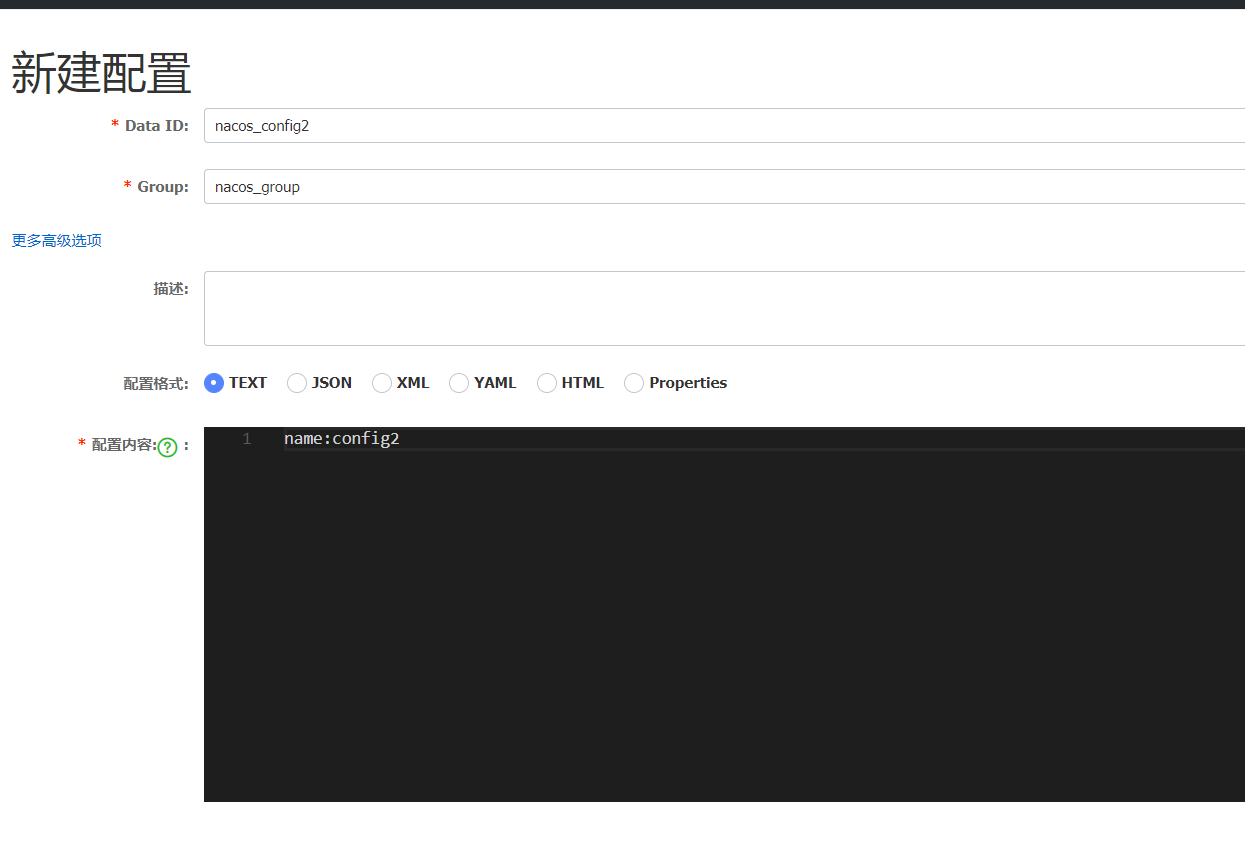 新建配置
* Data ID: nacos_config2
* Group: nacos_group
更多高级选项
描述:
配置格式: TEXT JSON XML YAML HTML Properties
* 配置内容:? : 1 name:config2